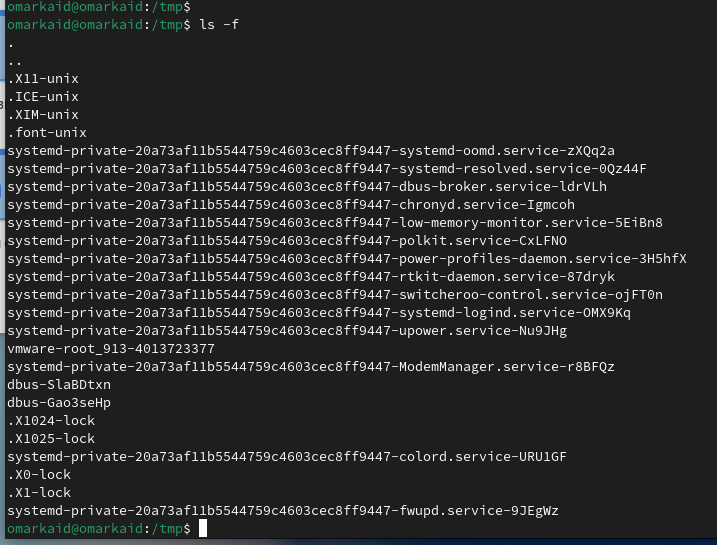 omarkaid@omarkaid:/tmp$
omarkaid@omarkaid:/tmp$ ls -f
.
..
.X11-unix
.ICE-unix
.XIM-unix
.font-unix
systemd-private-20a73af11b5544759c4603cec8ff9447-systemd-oomd.service-zXQq2a
systemd-private-20a73af11b5544759c4603cec8ff9447-systemd-resolved.service-0Qz44F
systemd-private-20a73af11b5544759c4603cec8ff9447-dbus-broker.service-ldrVLh
systemd-private-20a73af11b5544759c4603cec8ff9447-chronyd.service-Igmcoh
systemd-private-20a73af11b5544759c4603cec8ff9447-low-memory-monitor.service-5EiBn8
systemd-private-20a73af11b5544759c4603cec8ff9447-polkit.service-CxLFNO
systemd-private-20a73af11b5544759c4603cec8ff9447-power-profiles-daemon.service-3H5hfX
systemd-private-20a73af11b5544759c4603cec8ff9447-rtkit-daemon.service-87dryk
systemd-private-20a73af11b5544759c4603cec8ff9447-switcheroo-control.service-ojFT0n
systemd-private-20a73af11b5544759c4603cec8ff9447-systemd-logind.service-OMX9Kq
systemd-private-20a73af11b5544759c4603cec8ff9447-upower.service-Nu9JHg
vmware-root_913-4013723377
systemd-private-20a73af11b5544759c4603cec8ff9447-ModemManager.service-r8BFQz
dbus-SlaBDtxn
dbus-Gao3seHp
.X1024-lock
.X1025-lock
systemd-private-20a73af11b5544759c4603cec8ff9447-colord.service-URU1GF
.X0-lock
.X1-lock
systemd-private-20a73af11b5544759c4603cec8ff9447-fwupd.service-9JEgWz
omarkaid@omarkaid:/tmp$